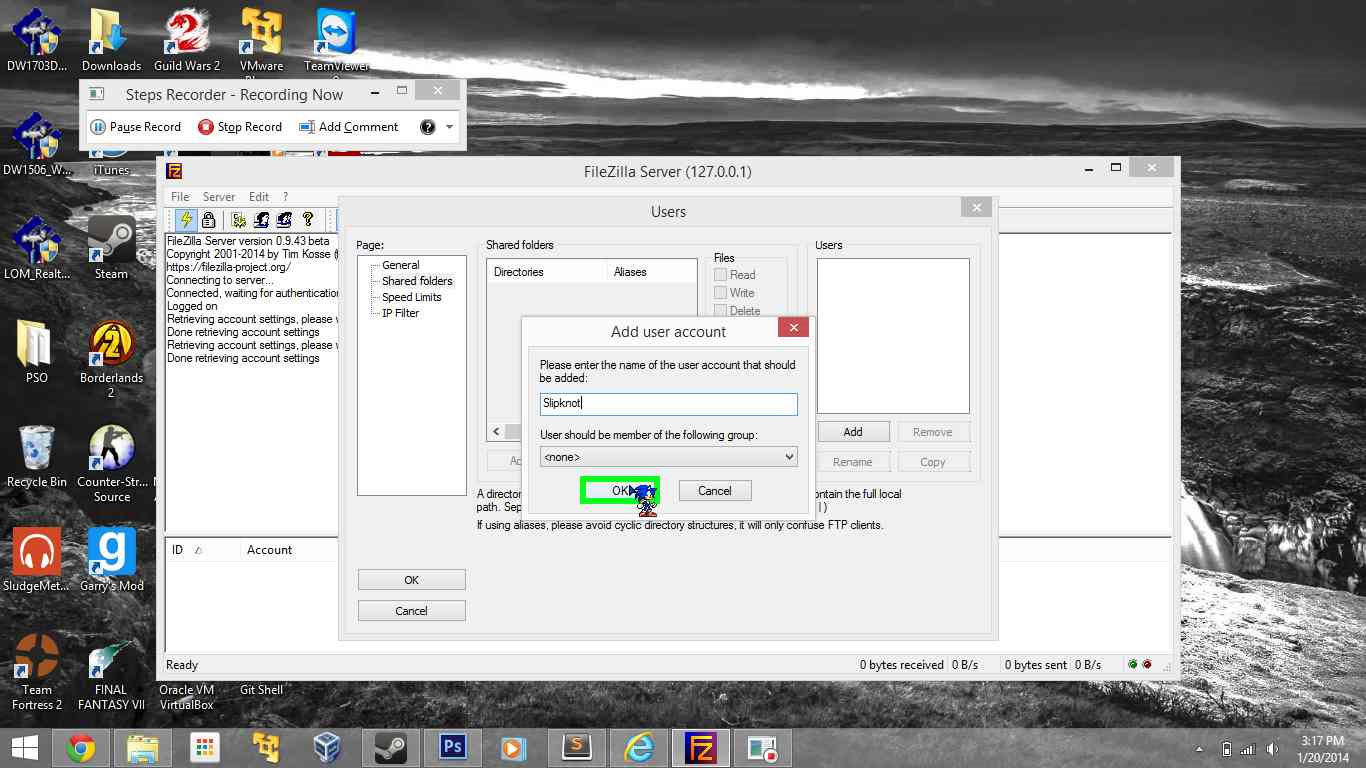 DW1703D...
Downloads
Guild Wars 2
VMware
TeamViewer
Steps Recorder - Recording Now
Pause Record
Stop Record
Add Comment
DW1506_W...
iTunes
FileZilla Server (127.0.0.1)
File Server Edit ?
FileZilla Server version 0.9.43 beta
Copyright 2001-2014 by Tim Kosse
https://filezilla-project.org/
Connecting to server...
Connected, waiting for authentication
Logged on
Retrieving account settings, please
Done retrieving account settings
Retrieving account settings, please
Done retrieving account settings
Users
Page:
General
Shared folders
Speed Limits
IP Filter
Shared folders
Directories
Aliases
Files
Read
Write
Delete
Users
Add
Remove
Rename
Copy
Add user account
Please enter the name of the user account that should
be added:
Slipknot
User should be member of the following group:
<none>
OK
Cancel
A director
ontain the full local
path. Sep
If using aliases, please avoid cyclic directory structures, it will only confuse FTP clients.
OK
Cancel
ID
Account
Ready
0 bytes received
0 B/s
0 bytes sent
0 B/s
LOM_Realt...
Steam
PSO
Borderlands
2
Recycle Bin
Counter-Str...
Source
SludgeMet...
Garry's Mod
Team
Fortress 2
FINAL
FANTASY VII
Oracle VM
VirtualBox
Git Shell
Ps
3:17 PM
1/20/2014